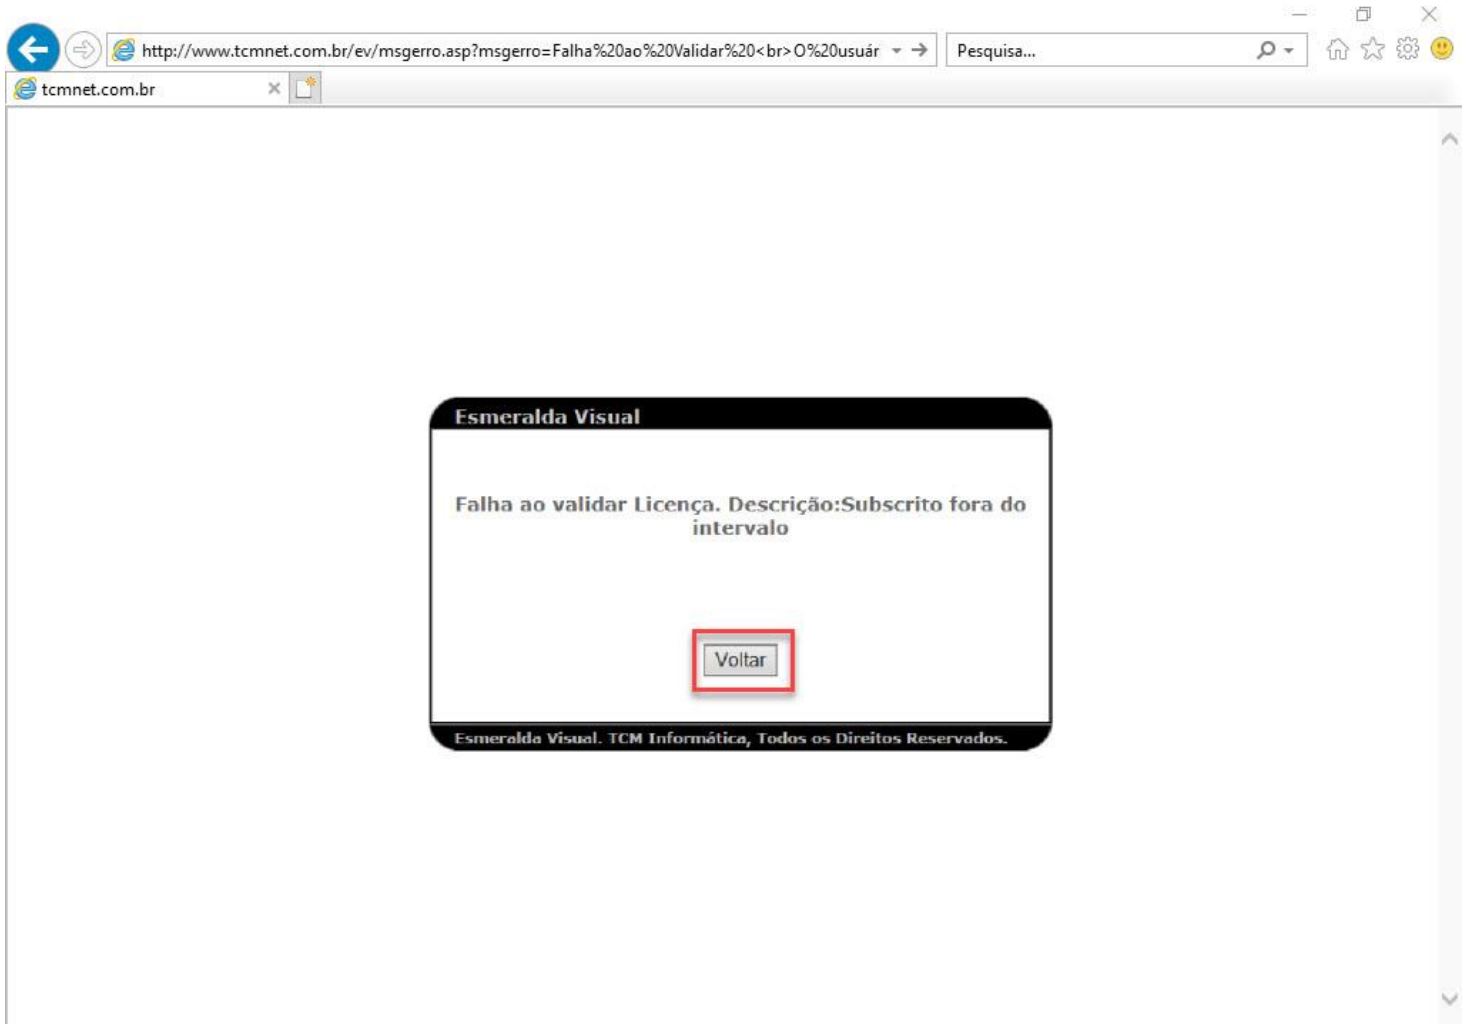 http://www.tcmnet.com.br/ev/msgerro.asp?msgerro=Falha%20ao%20Validar%20<br>O%20usuár
Pesquisa...
tcmnet.com.br
Esmeralda Visual
Falha ao validar Licença. Descrição:Subscrito fora do
intervalo
Voltar
Esmeralda Visual. TCM Informática, Todos os Direitos Reservados.